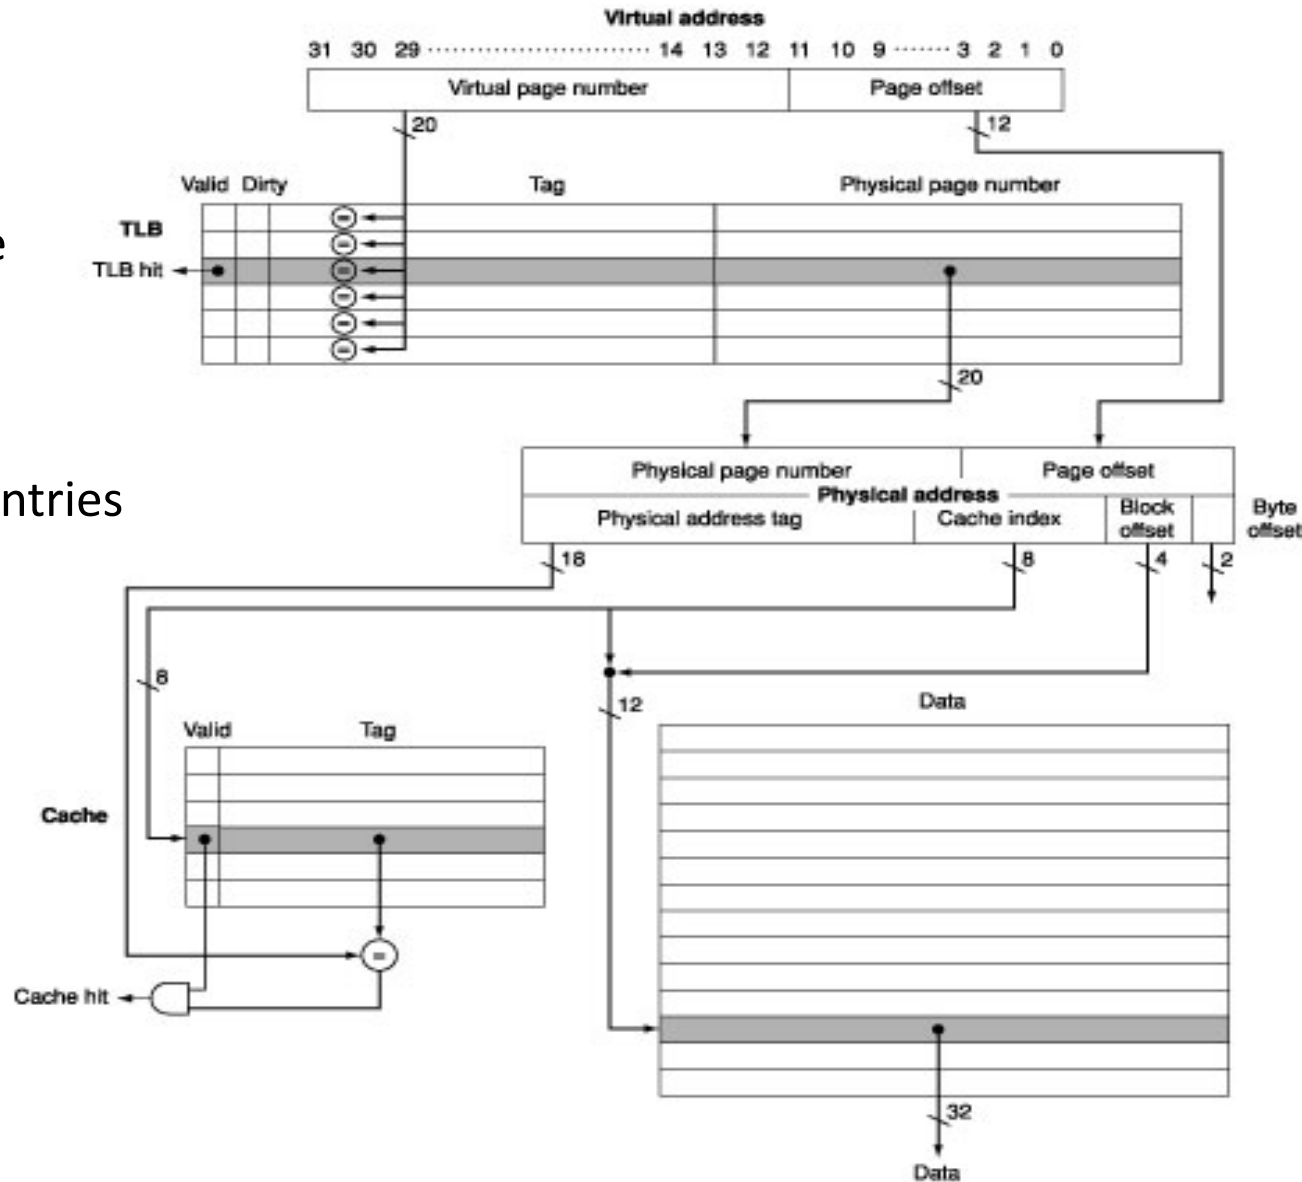 Virtual address
31 30 29 14 13 12 11 10 9 3 2 1 0
Virtual page number Page offset
20 12
Valid Dirty Tag Physical page number
TLB
e
TLB hit
= = = = = =
20
Physical page number Page offset
ntries
Physical address
Physical address tag Cache index Block offset Byte offset
18 8 4 2
8
12
Data
Valid Tag
Cache
=
Cache hit
32
Data